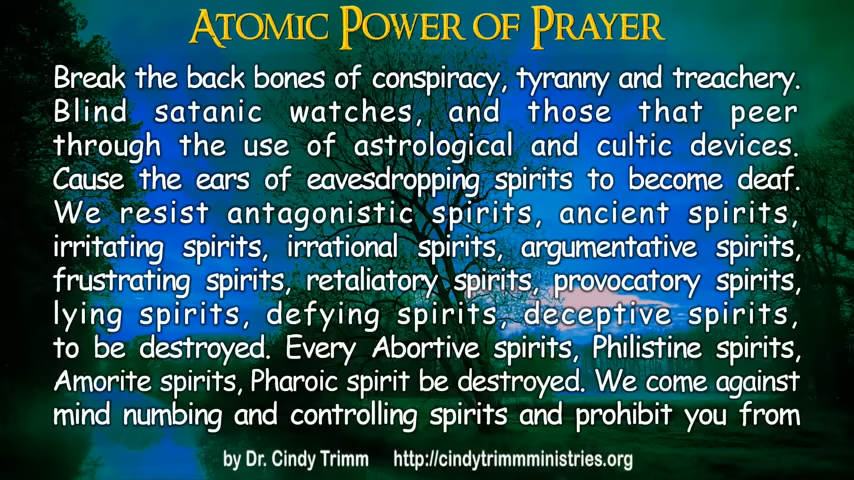 Atomic Power of Prayer
Break the back bones of conspiracy, tyranny and treachery.
Blind satanic watches, and those that peer
through the use of astrological and cultic devices.
Cause the ears of eavesdropping spirits to become deaf.
We resist antagonistic spirits, ancient spirits,
irritating spirits, irrational spirits, argumentative spirits,
frustrating spirits, retaliatory spirits, provocatory spirits,
lying spirits, defying spirits, deceptive spirits,
to be destroyed. Every Abortive spirits, Philistine spirits,
Amorite spirits, Pharoic spirit be destroyed. We come against
mind numbing and controlling spirits and prohibit you from
by Dr. Cindy Trimm http://cindytrimmministries.org